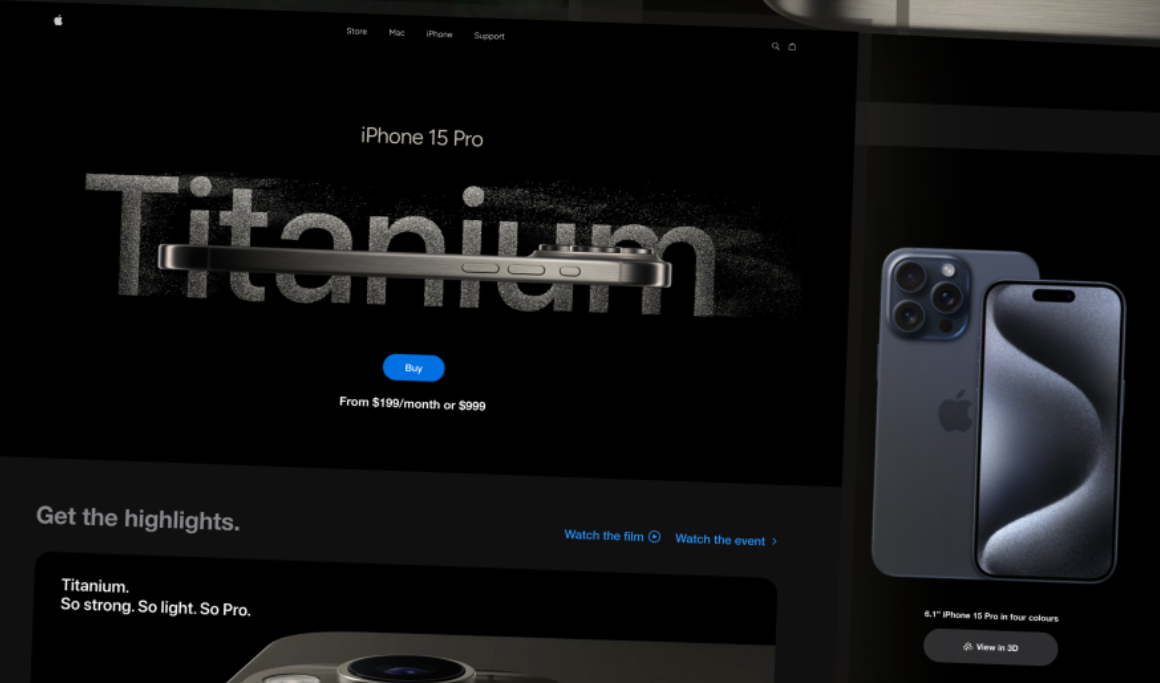 Store Mac iPhone Support
iPhone 15 Pro
Titanium
Buy
From $199/month or $999
Get the highlights.
Watch the film Watch the event
Titanium.
So strong. So light. So Pro.
6.1" iPhone 15 Pro in four colours
View in 3D